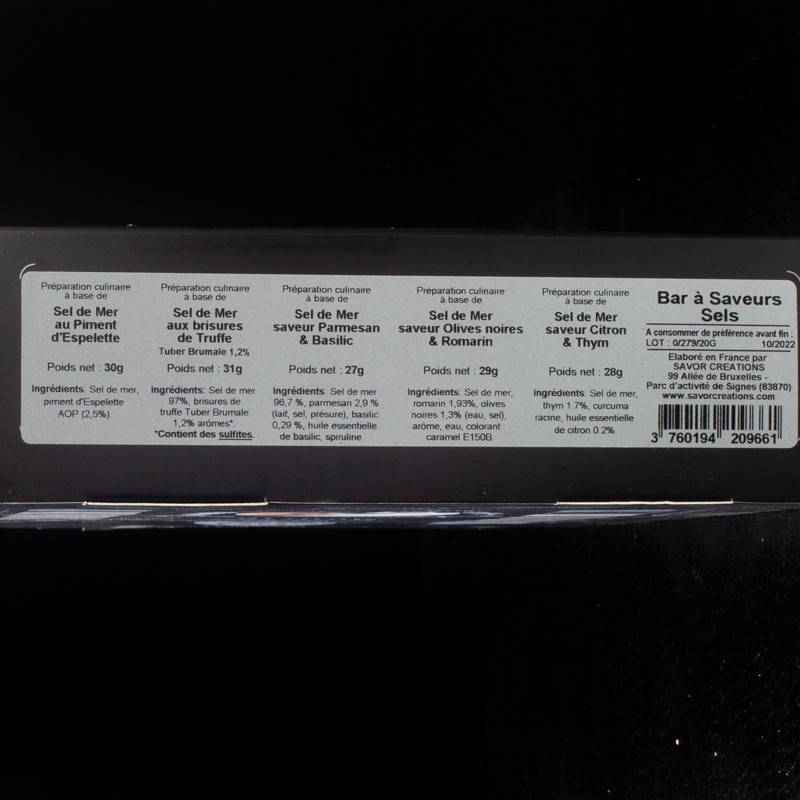 Préparation culinaire
à base de
Sel de Mer
au Piment
d'Espelette
Poids net : 30g
Ingrédients: Sel de mer,
piment d'Espelette
AOP (2,5%)
Préparation culinaire
à base de
Sel de Mer
aux brisures
de Truffe
Tuber Brumale 1,2%
Poids net : 31g
Ingrédients: Sel de mer
97%, brisures de
truffe Tuber Brumale
1,2% arômes*.
*Contient des sulfites.
Préparation culinaire
à base de
Sel de Mer
saveur Parmesan
& Basilic
Poids net : 27g
Ingrédients: Sel de mer
96,7 %, parmesan 2,9 %
(lait, sel, présure), basilic
0,29 %, huile essentielle
de basilic, spiruline
Préparation culinaire
à base de
Sel de Mer
saveur Olives noires
& Romarin
Poids net : 29g
Ingrédients: Sel de mer,
romarin 1,93%, olives
noires 1,3% (eau, sel),
arôme, eau, colorant
caramel E150B.
Préparation culinaire
à base de
Sel de Mer
saveur Citron
& Thym
Poids net : 28g
Ingrédients: Sel de mer,
thym 1.7%, curcuma
racine, huile essentielle
de citron 0.2%.
Bar à Saveurs
Sels
A consommer de préférence avant fin :
LOT : 0/279/20G 10/2022
Elaboré en France par
SAVOR CREATIONS
99 Allée de Bruxelles -
Parc d'activité de Signes (83870)
www.savorcreations.com
3 760194 209661